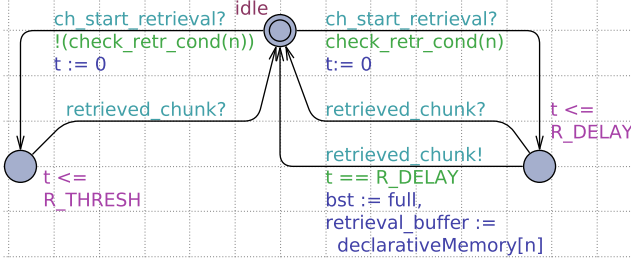 idle
ch_start_retrieval?
!(check_retr_cond(n))
t := 0
ch_start_retrieval?
check_retr_cond(n)
t:= 0
retrieved_chunk?
retrieved_chunk?
t <=
R_DELAY
t <=
R_THRESH
retrieved_chunk!
t == R_DELAY
bst := full,
retrieval_buffer :=
declarativeMemory[n]